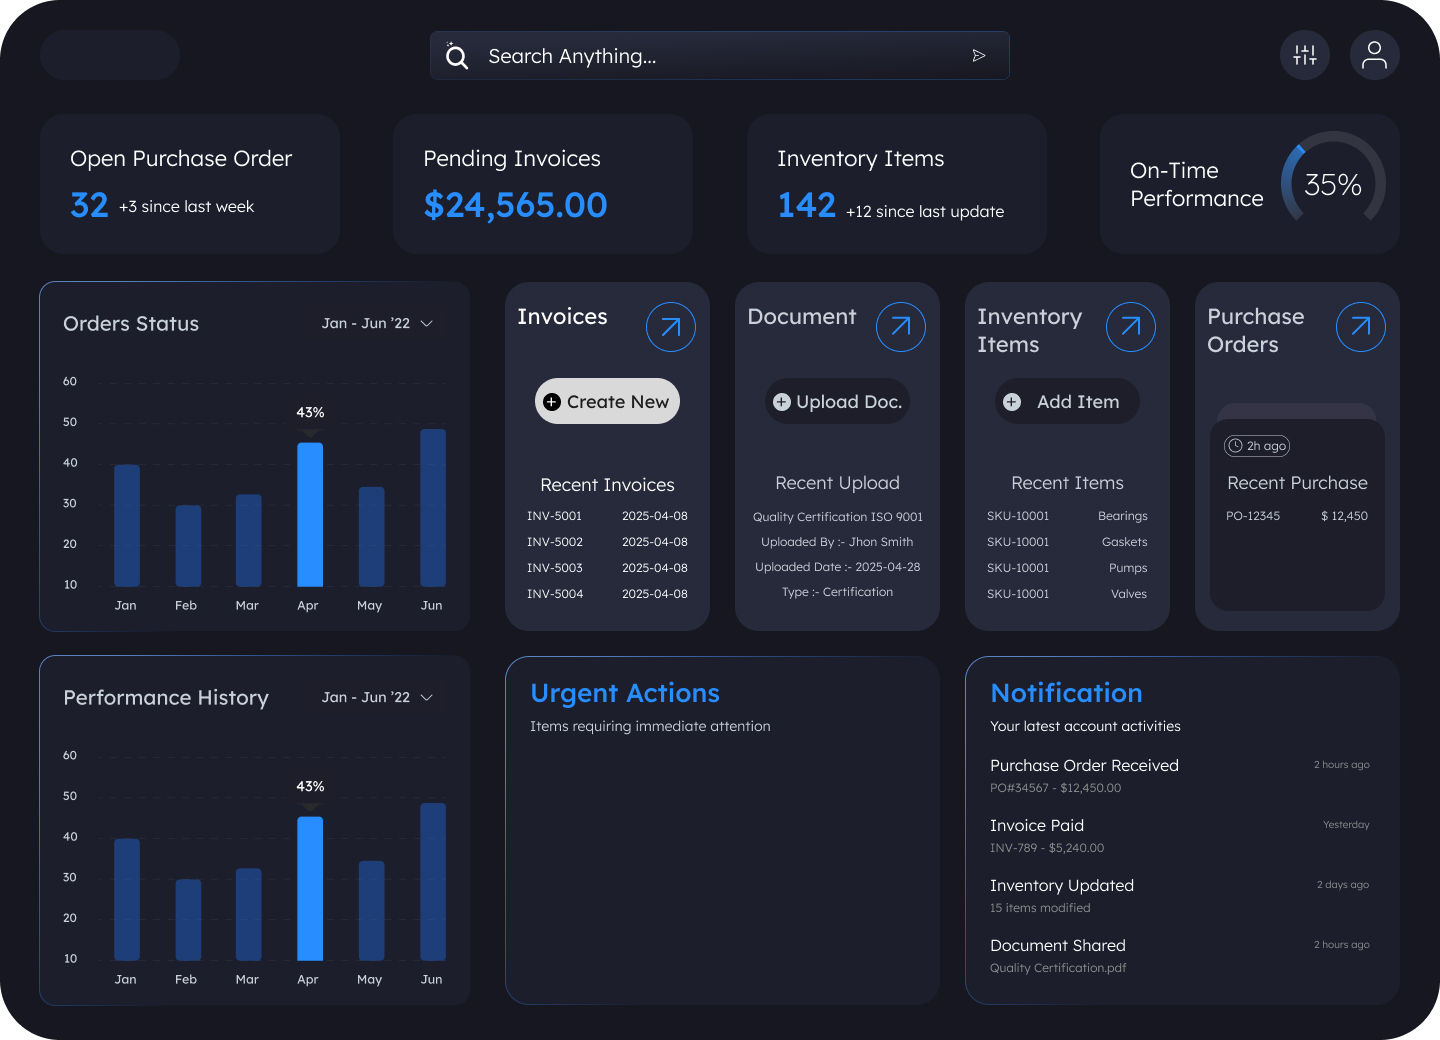 Search Anything...
Open Purchase Order
32 +3 since last week
Pending Invoices
$24,565.00
Inventory Items
142 +12 since last update
On-Time
Performance
35%
Orders Status
Jan - Jun ’22
60
50
40
30
20
10
43%
Jan Feb Mar Apr May Jun
Invoices
Create New
Recent Invoices
INV-5001 2025-04-08
INV-5002 2025-04-08
INV-5003 2025-04-08
INV-5004 2025-04-08
Document
Upload Doc.
Recent Upload
Quality Certification ISO 9001
Uploaded By :- Jhon Smith
Uploaded Date :- 2025-04-28
Type :- Certification
Inventory
Items
Add Item
Recent Items
SKU-10001 Bearings
SKU-10001 Gaskets
SKU-10001 Pumps
SKU-10001 Valves
Purchase
Orders
2h ago
Recent Purchase
PO-12345 $ 12,450
Performance History
Jan - Jun ’22
60
50
40
30
20
10
43%
Jan Feb Mar Apr May Jun
Urgent Actions
Items requiring immediate attention
Notification
Your latest account activities
Purchase Order Received 2 hours ago
PO#34567 - $12,450.00
Invoice Paid Yesterday
INV-789 - $5,240.00
Inventory Updated 2 days ago
15 items modified
Document Shared 2 hours ago
Quality Certification.pdf